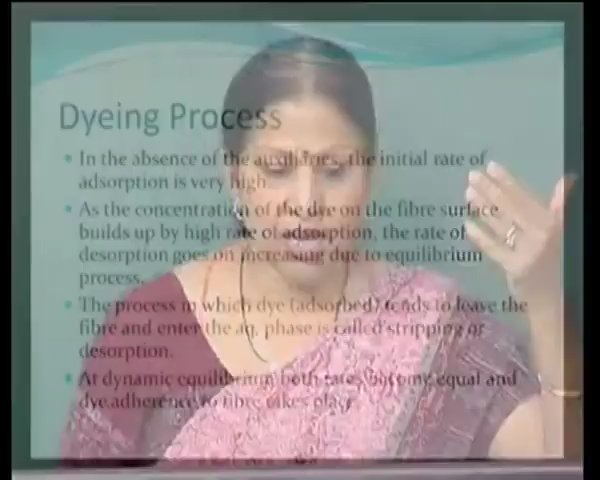 Dyeing Process
• In the absence of the auxiliaries, the initial rate of
adsorption is very high.
• As the concentration of the dye on the fibre surface
builds up by high rate of adsorption, the rate of
desorption goes on increasing due to equilibrium
process.
• The process in which dye (adsorbed) tends to leave the
fibre and enter the aq. phase is called stripping or
desorption.
• At dynamic equilibrium both rates become equal and
dye adherence to fibre takes place.